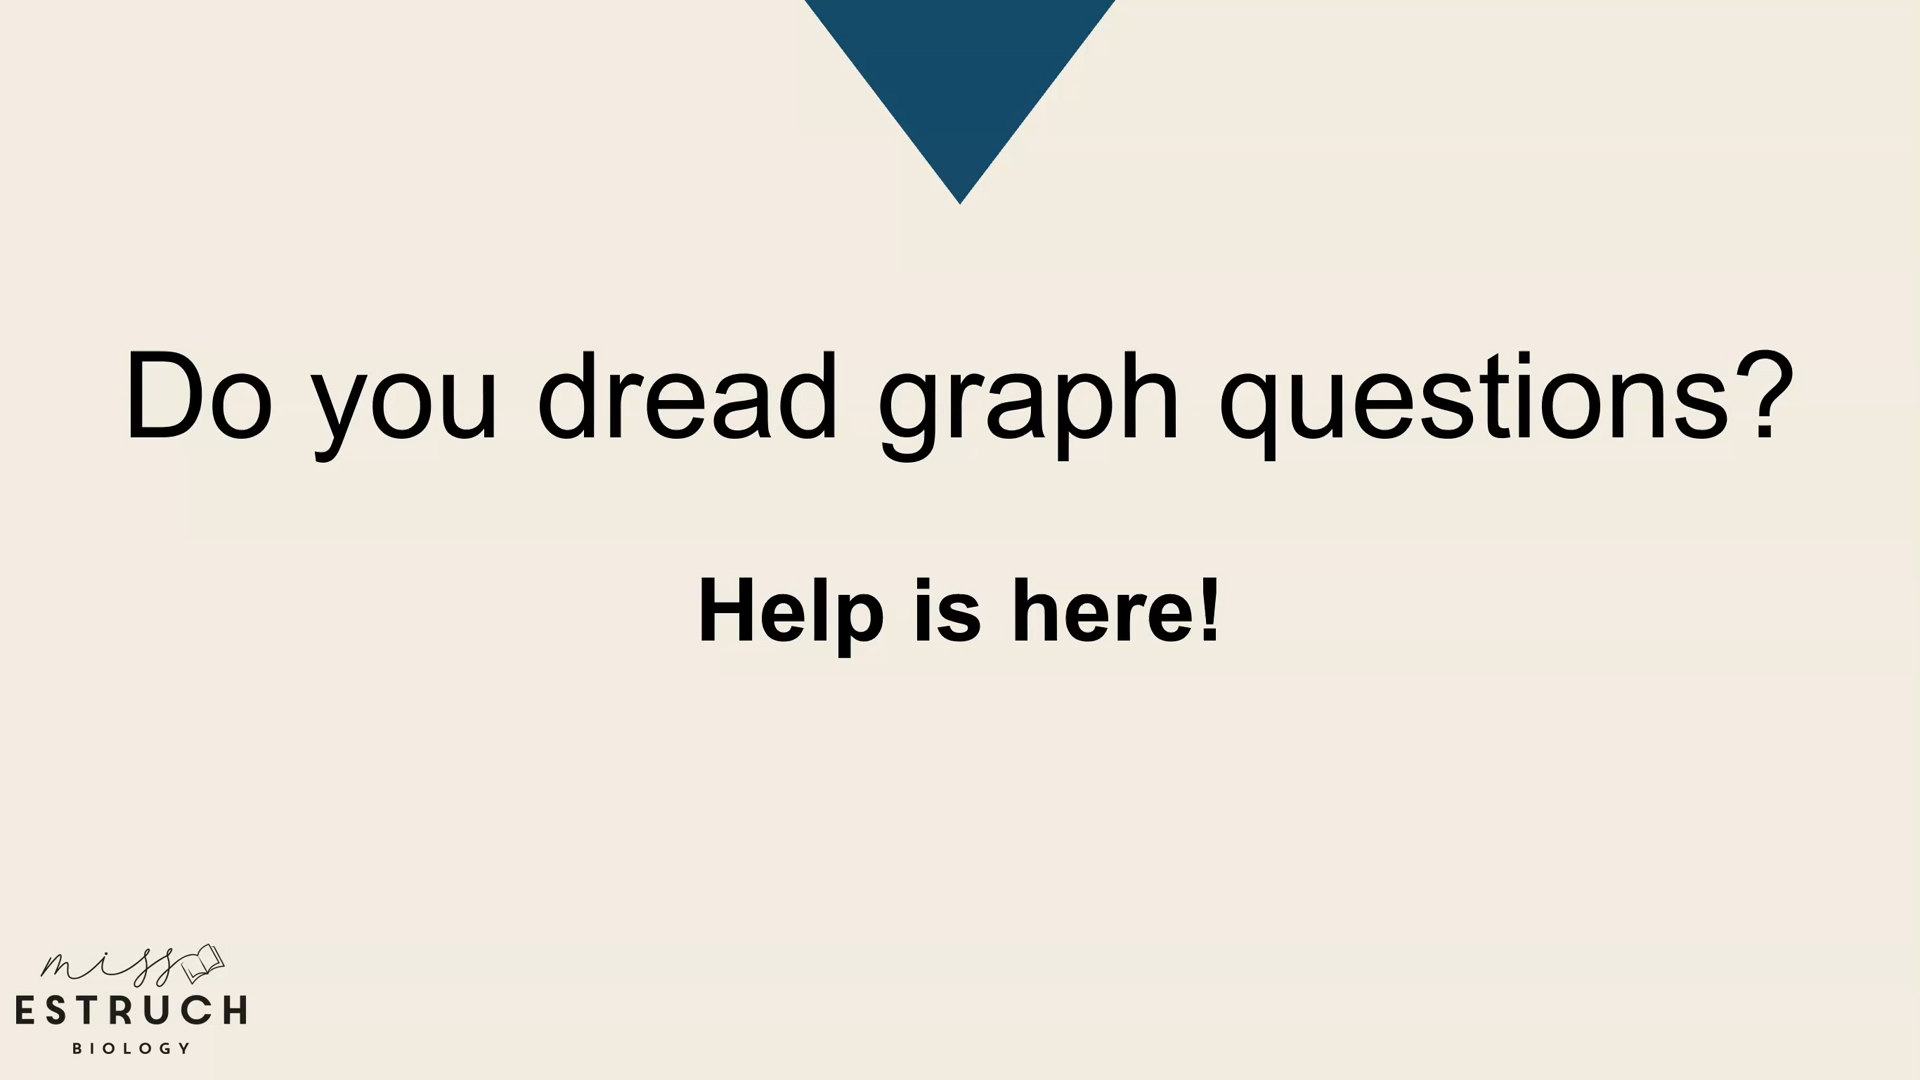 Do you dread graph questions?
Help is here!
miss
ESTRUCH
BIOLOGY